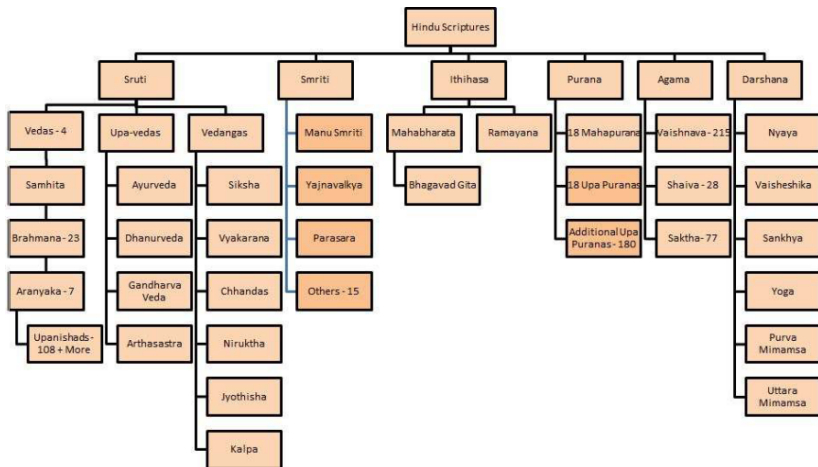 Hindu Scriptures
Sruti
Smriti
Ithihasa
Purana
Agama
Darshana
Vedas - 4
Upa-vedas
Vedangas
Manu Smriti
Mahabharata
Ramayana
18 Mahapurana
Vaishnava - 215
Nyaya
Samhita
Ayurveda
Siksha
Yajnavalkya
Bhagavad Gita
18 Upa Puranas
Shaiva - 28
Vaisheshika
Brahmana - 23
Dhanurveda
Vyakarana
Parasara
Additional Upa
Puranas - 180
Saktha- 77
Sankhya
Aranyaka - 7
Gandharva
Veda
Chhandas
Others - 15
Yoga
Upanishads -
108 + More
Arthasastra
Niruktha
Purva
Mimamsa
Jyothisha
Uttara
Mimamsa
Kalpa